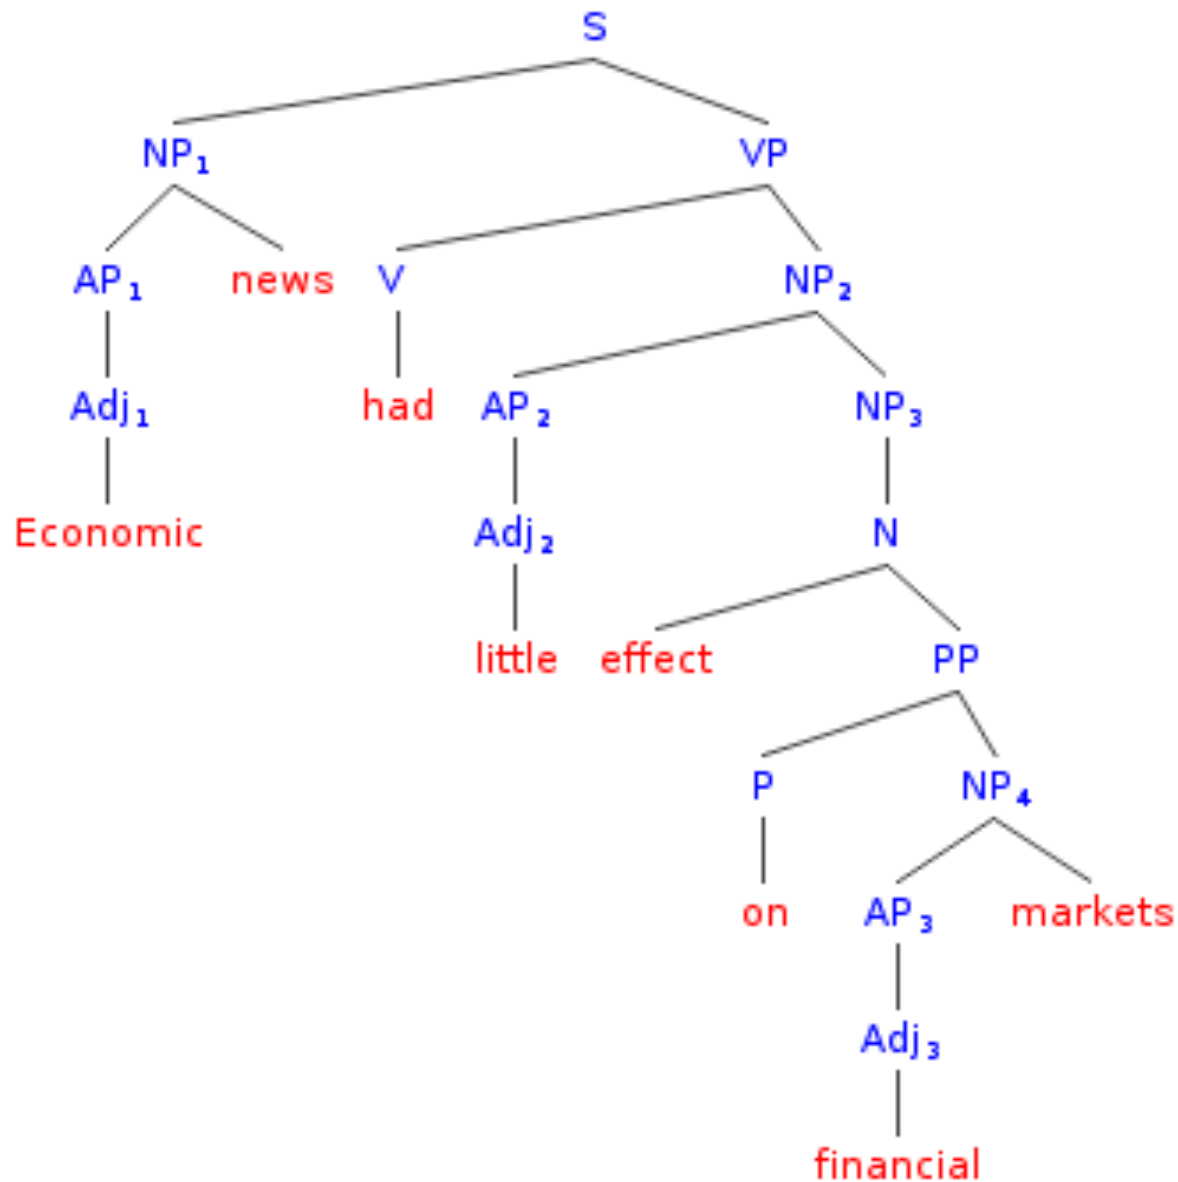 S
NP₁ VP
AP₁ news V NP₂
Adj₁ had AP₂ NP₃
Economic Adj₂ N
little effect PP
P NP₄
on AP₃ markets
Adj₃
financial